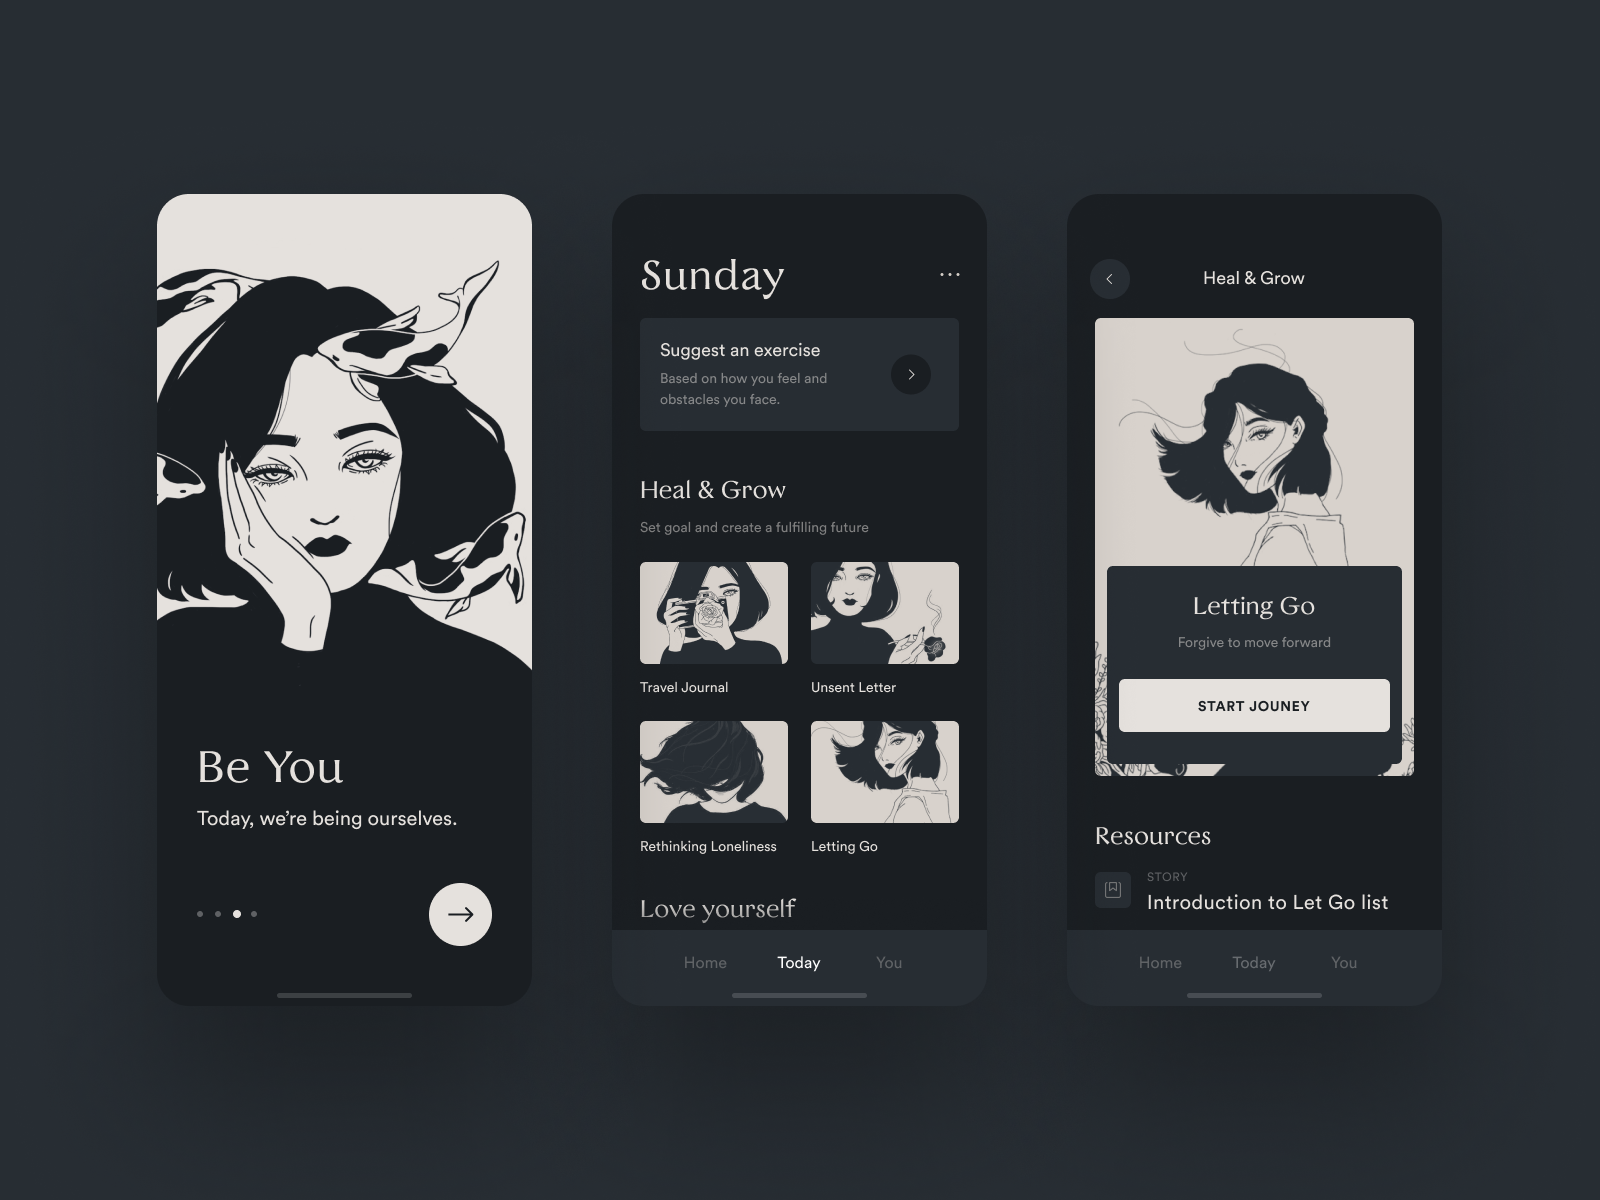 Be You
Today, we’re being ourselves.
Sunday
Suggest an exercise
Based on how you feel and
obstacles you face.
Heal & Grow
Set goal and create a fulfilling future
Travel Journal
Unsent Letter
Rethinking Loneliness
Letting Go
Love yourself
Home
Today
You
Heal & Grow
Letting Go
Forgive to move forward
START JOUNEY
Resources
STORY
Introduction to Let Go list
Home
Today
You